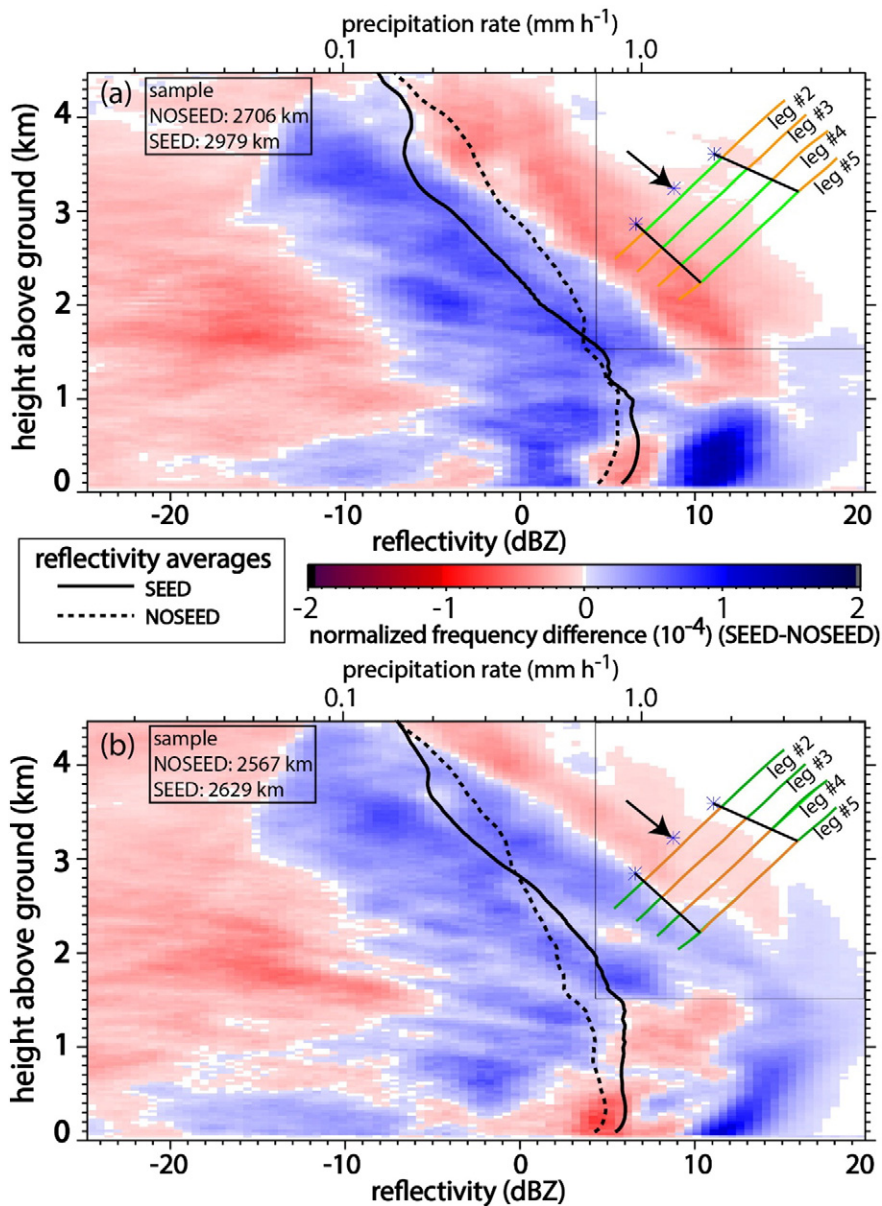 precipitation rate (mm h⁻¹)
0.1 1.0
(a)
sample
NOSEED: 2706 km
SEED: 2979 km
leg #2
leg #3
leg #4
leg #5
height above ground (km)
4
3
2
1
0
-20 -10 0 10 20
reflectivity (dBZ)
reflectivity averages
SEED
NOSEED
-2 -1 0 1 2
normalized frequency difference (10⁻⁴) (SEED-NOSEED)
precipitation rate (mm h⁻¹)
0.1 1.0
(b)
sample
NOSEED: 2567 km
SEED: 2629 km
leg #2
leg #3
leg #4
leg #5
height above ground (km)
4
3
2
1
0
-20 -10 0 10 20
reflectivity (dBZ)